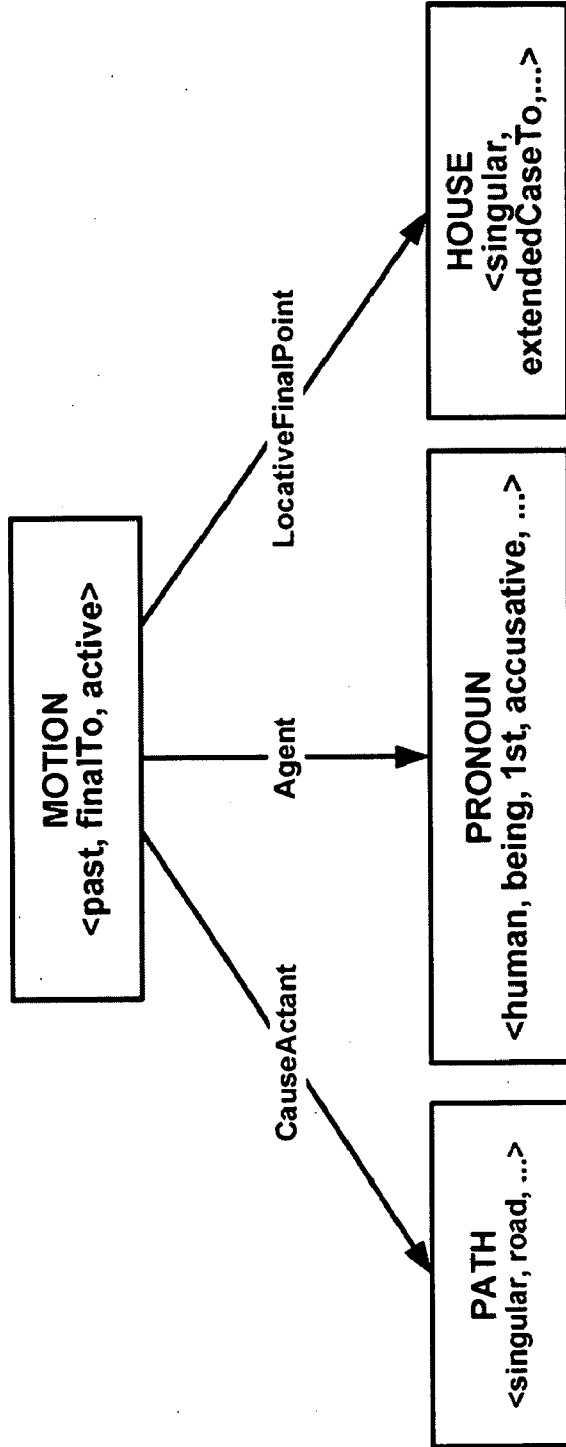 MOTION
<past, finalTo, active>
CauseActant
Agent
LocativeFinalPoint
PATH
<singular, road, ...>
PRONOUN
<human, being, 1st, accusative, ...>
HOUSE
<singular,
extendedCaseTo,...>